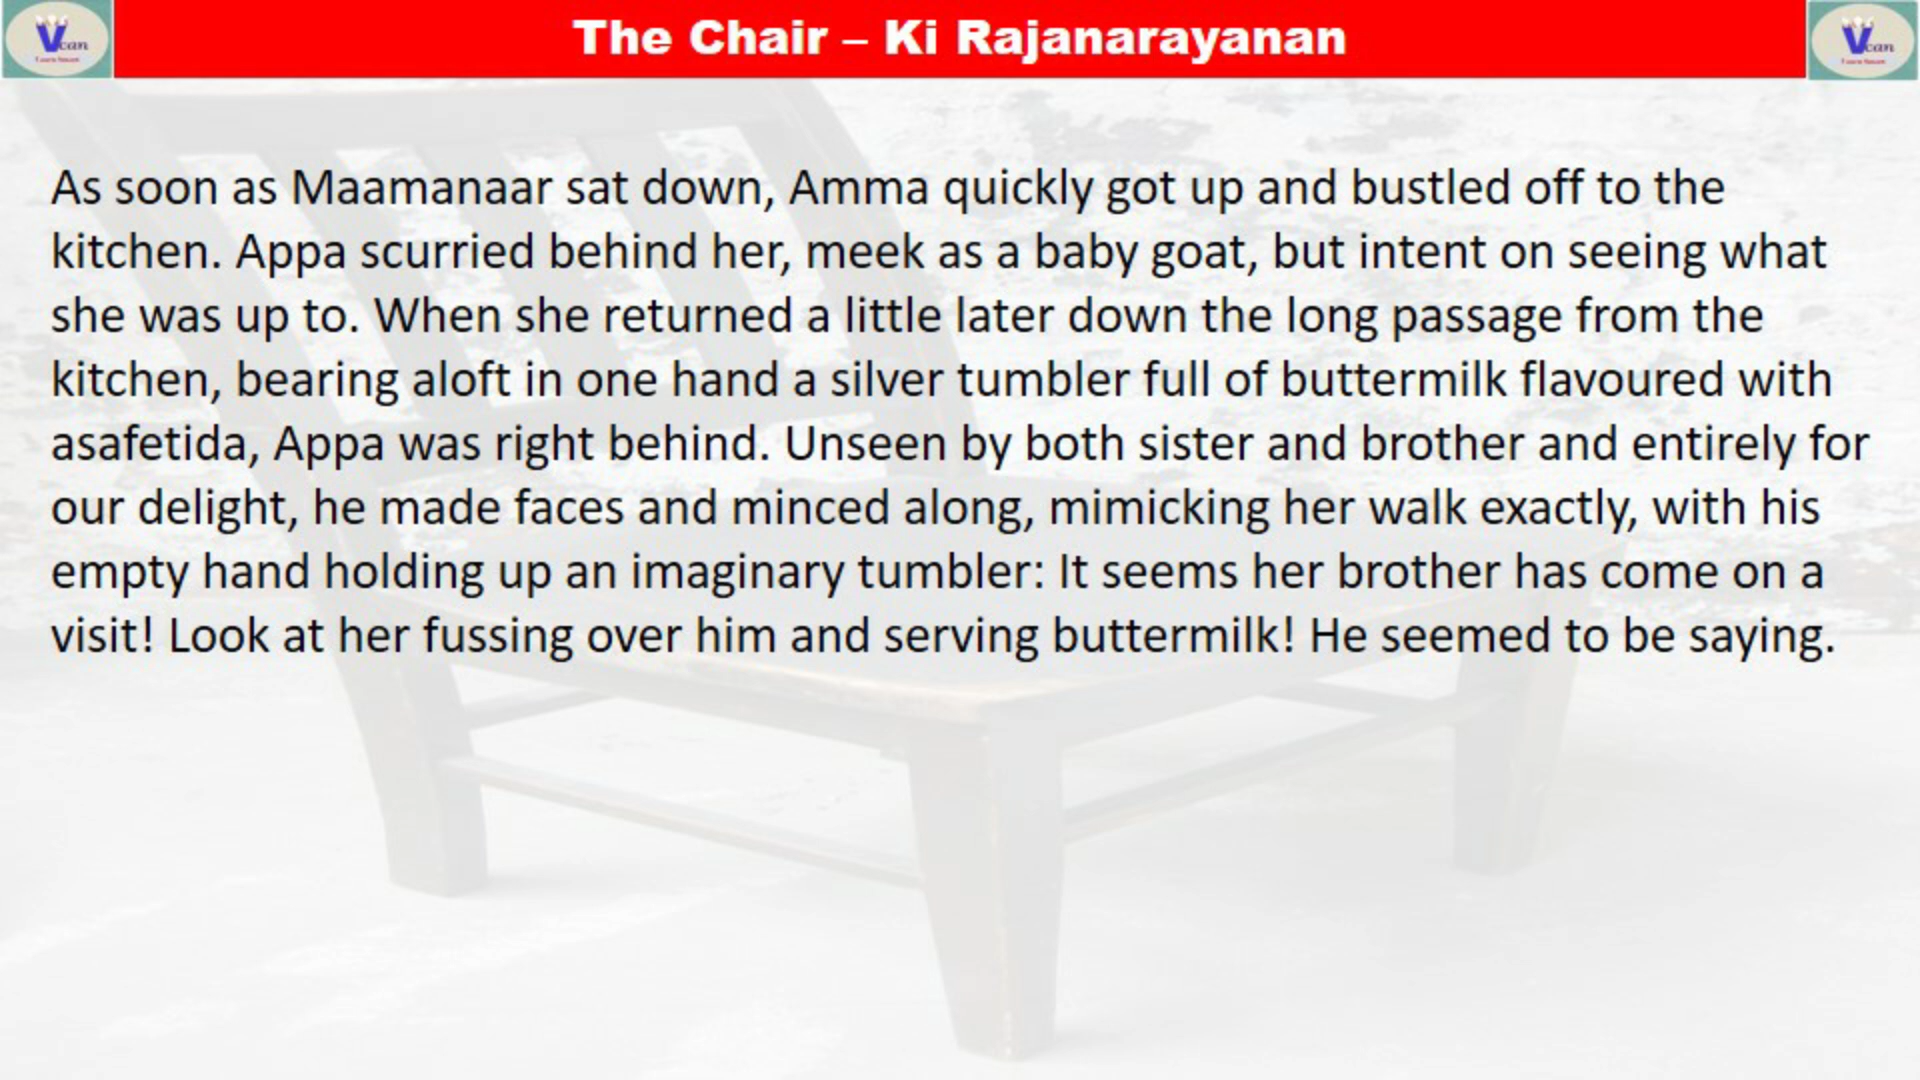 The Chair – Ki Rajanarayanan
Vcan
Vcan
As soon as Maamanaar sat down, Amma quickly got up and bustled off to the
kitchen. Appa scurried behind her, meek as a baby goat, but intent on seeing what
she was up to. When she returned a little later down the long passage from the
kitchen, bearing aloft in one hand a silver tumbler full of buttermilk flavoured with
asafetida, Appa was right behind. Unseen by both sister and brother and entirely for
our delight, he made faces and minced along, mimicking her walk exactly, with his
empty hand holding up an imaginary tumbler: It seems her brother has come on a
visit! Look at her fussing over him and serving buttermilk! He seemed to be saying.